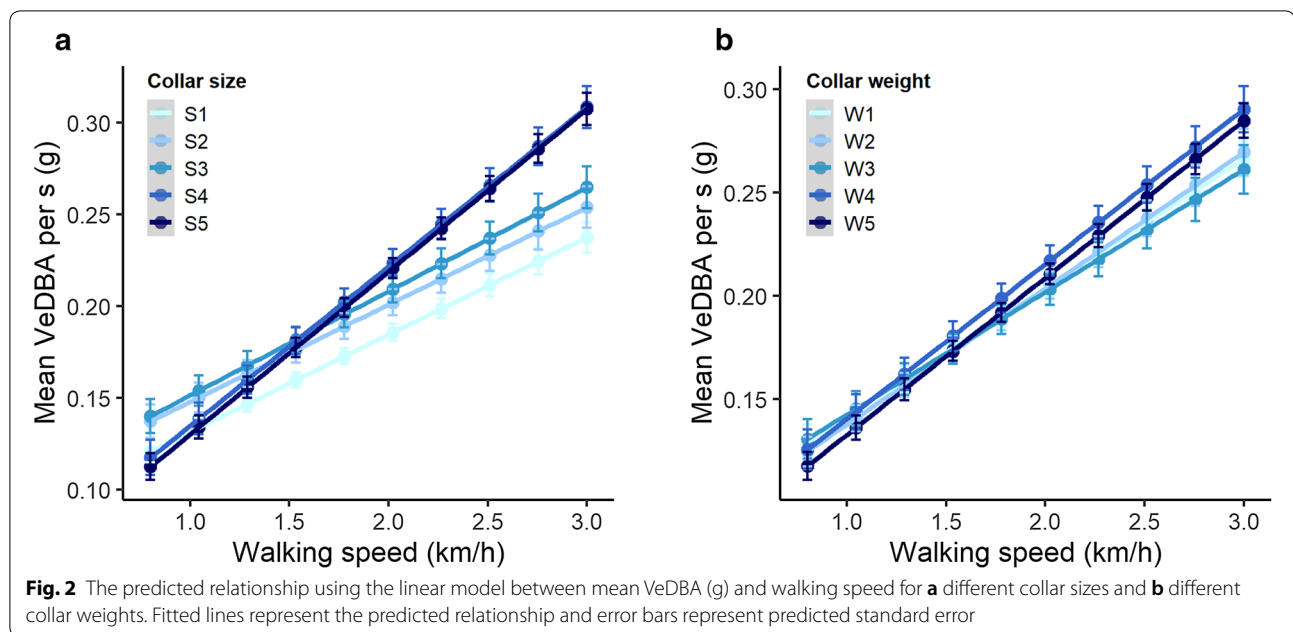 a
Collar size
S1
S2
S3
S4
S5
0.30
0.25
0.20
0.15
0.10
Mean VeDBA per s (g)
1.0 1.5 2.0 2.5 3.0
Walking speed (km/h)
b
Collar weight
W1
W2
W3
W4
W5
0.30
0.25
0.20
0.15
Mean VeDBA per s (g)
1.0 1.5 2.0 2.5 3.0
Walking speed (km/h)
Fig. 2 The predicted relationship using the linear model between mean VeDBA (g) and walking speed for a different collar sizes and b different
collar weights. Fitted lines represent the predicted relationship and error bars represent predicted standard error